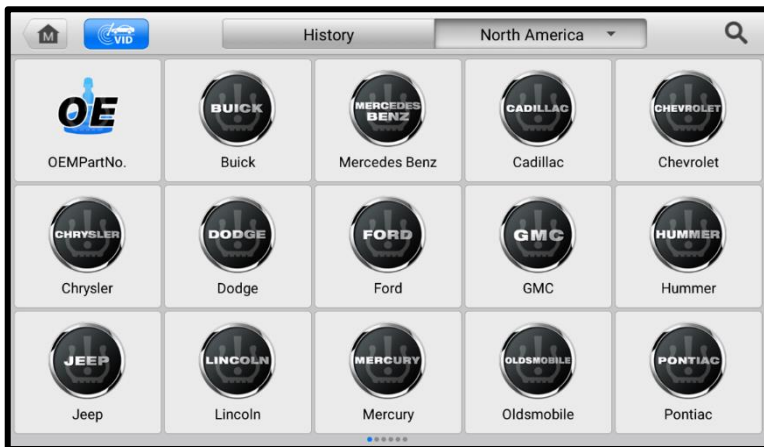 M
VID
History
North America
OE
BUICK
MERCEDES
BENZ
CADILLAC
CHEVROLET
OEMPartNo.
Buick
Mercedes Benz
Cadillac
Chevrolet
CHRYSLER
DODGE
FORD
GMC
HUMMER
Chrysler
Dodge
Ford
GMC
Hummer
JEEP
LINCOLN
MERCURY
OLDSMOBILE
PONTIAC
Jeep
Lincoln
Mercury
Oldsmobile
Pontiac